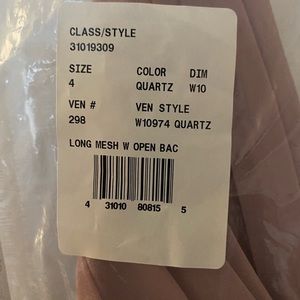 CLASS/STYLE
31019309
SIZE COLOR DIM
4 QUARTZ W10
VEN # VEN STYLE
298 W10974 QUARTZ
LONG MESH W OPEN BAC
4 31010 80815 5